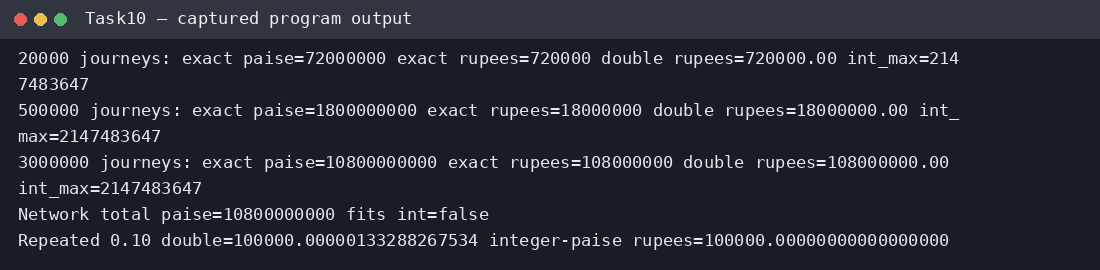 Task10 — captured program output
20000 journeys: exact paise=72000000 exact rupees=720000 double rupees=720000.00 int_max=214
7483647
500000 journeys: exact paise=1800000000 exact rupees=18000000 double rupees=18000000.00 int_
max=2147483647
3000000 journeys: exact paise=10800000000 exact rupees=108000000 double rupees=108000000.00
int_max=2147483647
Network total paise=10800000000 fits int=false
Repeated 0.10 double=100000.00000133288267534 integer-paise rupees=100000.00000000000000000